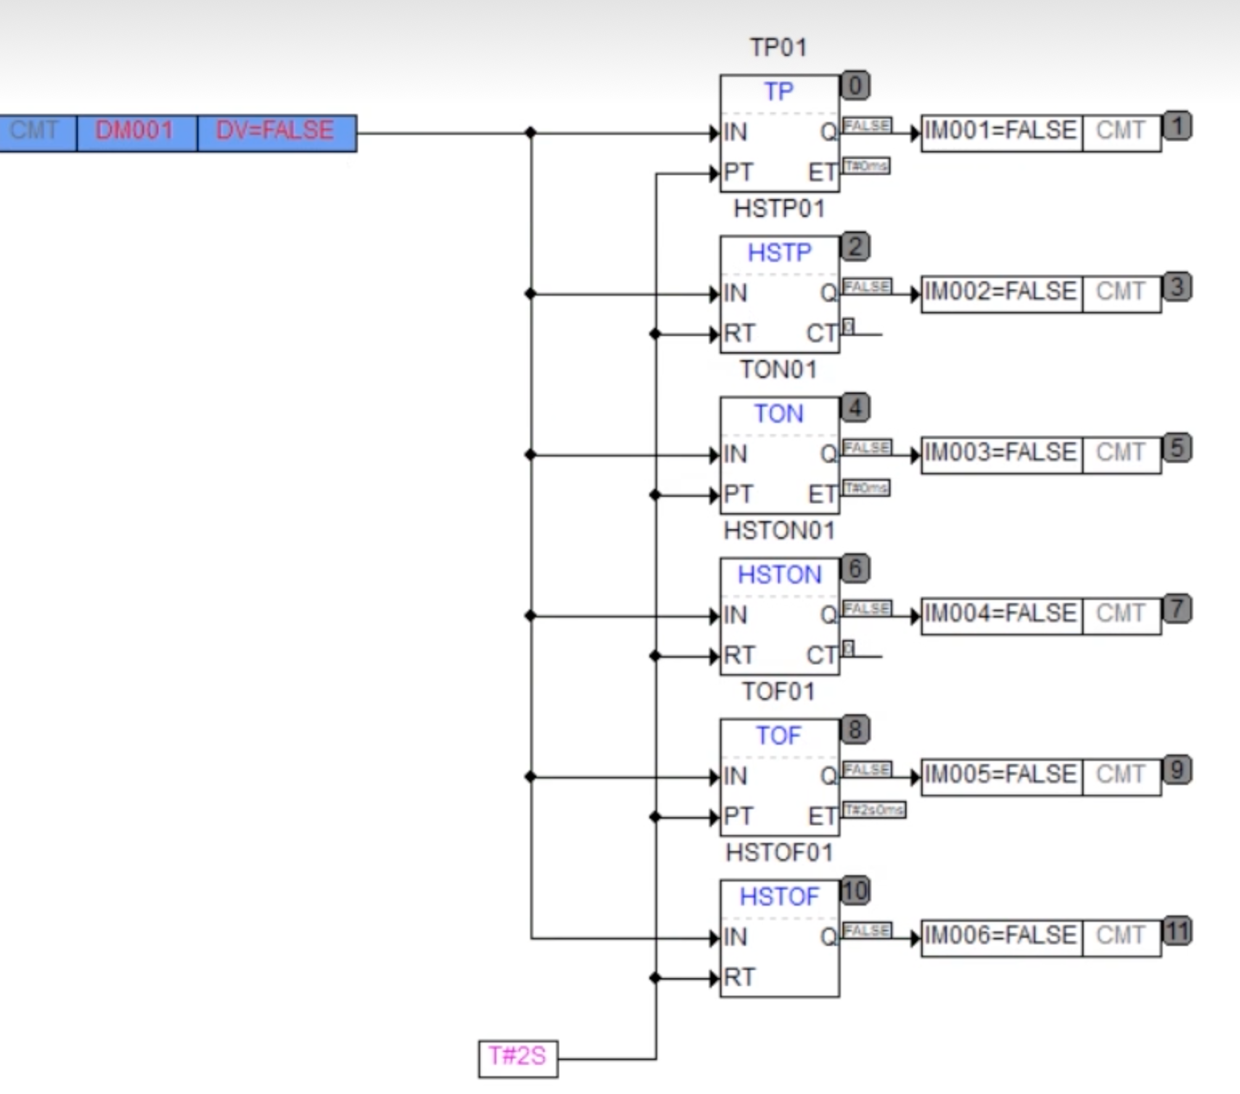 TP01
TP 0
CMT DM001 DV=FALSE IN Q FALSE IM001=FALSE CMT 1
PT ET T#0ms
HSTP01
HSTP 2
IN Q FALSE IM002=FALSE CMT 3
RT CT 0
TON01
TON 4
IN Q FALSE IM003=FALSE CMT 5
PT ET T#0ms
HSTON01
HSTON 6
IN Q FALSE IM004=FALSE CMT 7
RT CT 0
TOF01
TOF 8
IN Q FALSE IM005=FALSE CMT 9
PT ET T#2s0ms
HSTOF01
HSTOF 10
IN Q FALSE IM006=FALSE CMT 11
RT
T#2S